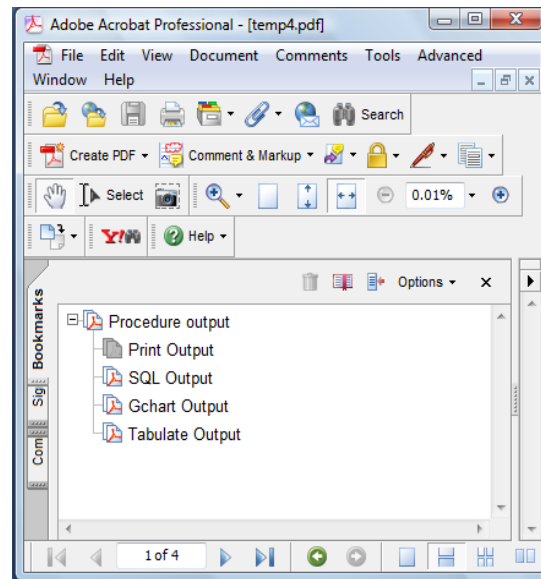 Adobe Acrobat Professional - [temp4.pdf]
File Edit View Document Comments Tools Advanced
Window Help
Search
Create PDF Comment & Markup
Select 0.01%
Y! Help
Options x
Bookmarks
Sig
Com
Procedure output
Print Output
SQL Output
Gchart Output
Tabulate Output
1 of 4